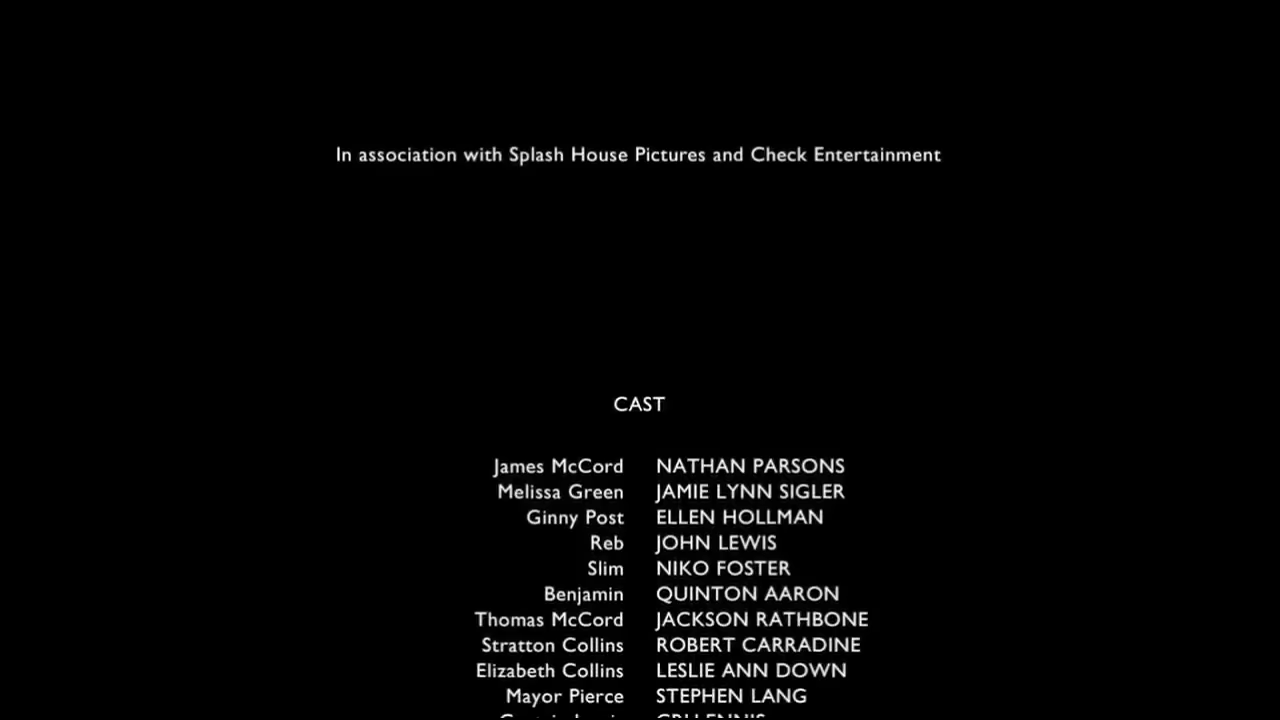 In association with Splash House Pictures and Check Entertainment
CAST
James McCord NATHAN PARSONS
Melissa Green JAMIE LYNN SIGLER
Ginny Post ELLEN HOLLMAN
Reb JOHN LEWIS
Slim NIKO FOSTER
Benjamin QUINTON AARON
Thomas McCord JACKSON RATHBONE
Stratton Collins ROBERT CARRADINE
Elizabeth Collins LESLIE ANN DOWN
Mayor Pierce STEPHEN LANG